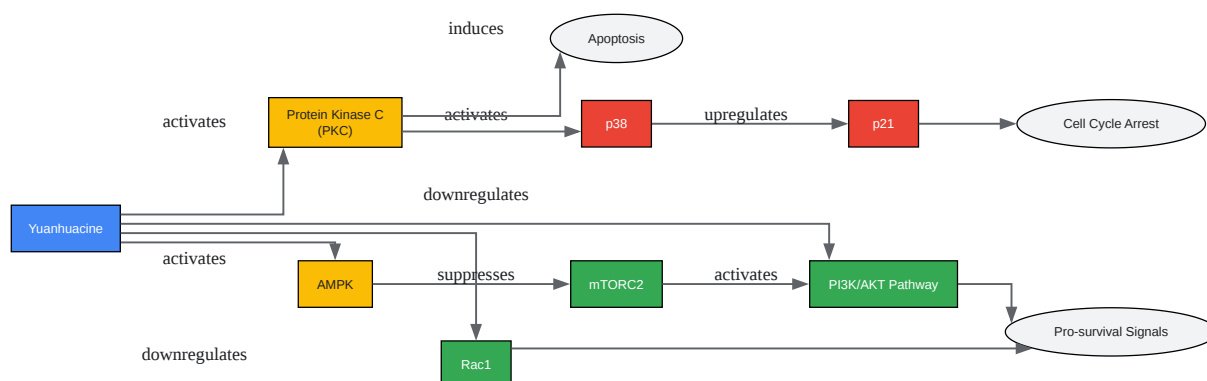 induces
Apoptosis
Protein Kinase C
(PKC)
activates
activates
p38
upregulates
p21
Cell Cycle Arrest
downregulates
Yuanhuacine
activates
AMPK
suppresses
mTORC2
activates
PI3K/AKT Pathway
Pro-survival Signals
downregulates
Rac1